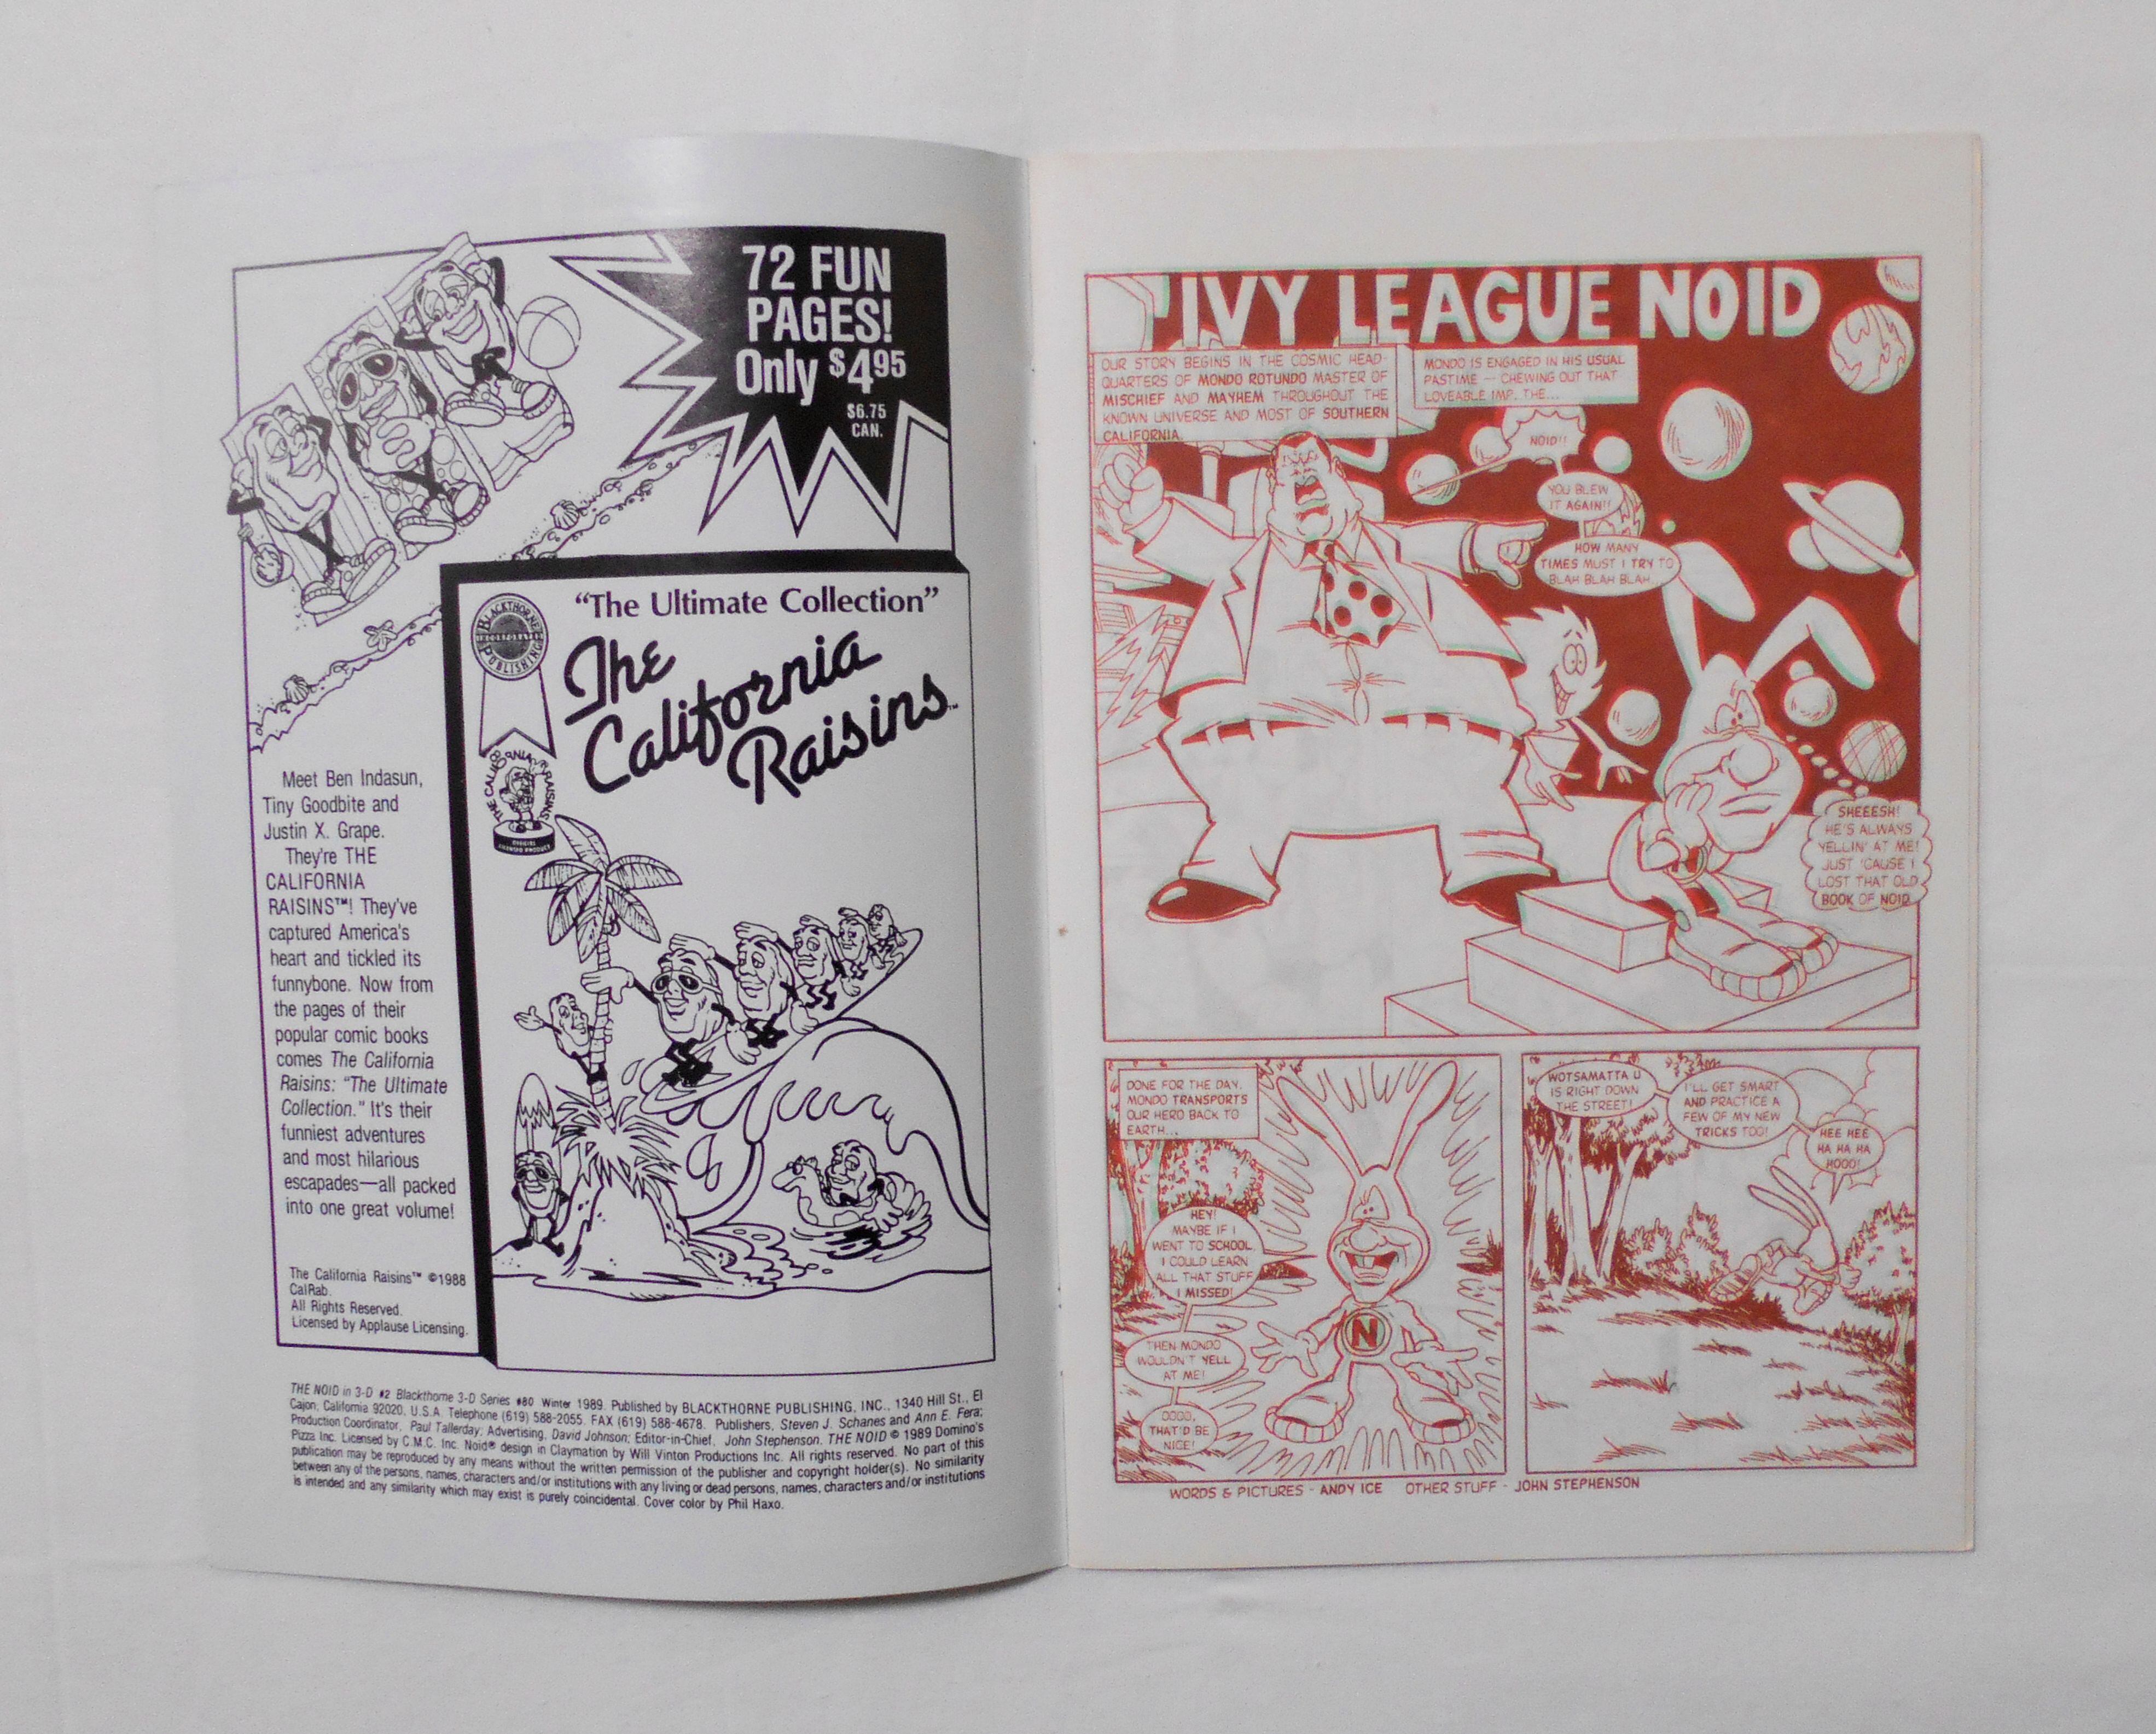 72 FUN
PAGES!
Only $4.95
$6.75
CAN.
"The Ultimate Collection"
BLACKTHORNE
INCORPORATED
PUBLISHING
The
California
Raisins™
THE CALIFORNIA RAISINS
OFFICIAL
LICENSED PRODUCT
Meet Ben Indasun,
Tiny Goodbite and
Justin X. Grape.
They're THE
CALIFORNIA
RAISINS™! They've
captured America's
heart and tickled its
funnybone. Now from
the pages of their
popular comic books
comes The California
Raisins: "The Ultimate
Collection." It's their
funniest adventures
and most hilarious
escapades—all packed
into one great volume!
The California Raisins™ ©1988
CalRab.
All Rights Reserved.
Licensed by Applause Licensing.
THE NOID in 3-D #2 Blackthorne 3-D Series #80 Winter 1989. Published by BLACKTHORNE PUBLISHING, INC., 1340 Hill St., El
Cajon, California 92020, U.S.A. Telephone (619) 588-2055. FAX (619) 588-4678. Publishers, Steven J. Schanes and Ann E. Fera;
Production Coordinator, Paul Tallerday; Advertising, David Johnson; Editor-in-Chief, John Stephenson. THE NOID © 1989 Domino's
Pizza Inc. Licensed by C.M.C. Inc. Noid® design in Claymation by Will Vinton Productions Inc. All rights reserved. No part of this
publication may be reproduced by any means without the written permission of the publisher and copyright holder(s). No similarity
between any of the persons, names, characters and/or institutions with any living or dead persons, names, characters and/or institutions
is intended and any similarity which may exist is purely coincidental. Cover color by Phil Haxo.
IVY LEAGUE NOID
OUR STORY BEGINS IN THE COSMIC HEAD-
QUARTERS OF MONDO ROTUNDO MASTER OF
MISCHIEF AND MAYHEM THROUGHOUT THE
KNOWN UNIVERSE AND MOST OF SOUTHERN
CALIFORNIA.
MONDO IS ENGAGED IN HIS USUAL
PASTIME -- CHEWING OUT THAT
LOVEABLE IMP, THE...
NOID!!
YOU BLEW
IT AGAIN!!
HOW MANY
TIMES MUST I TRY TO
BLAH BLAH BLAH...
SHEEESH!
HE'S ALWAYS
YELLIN' AT ME!
JUST 'CAUSE I
LOST THAT OLD
BOOK OF NOID
N
DONE FOR THE DAY,
MONDO TRANSPORTS
OUR HERO BACK TO
EARTH...
HEY!
MAYBE IF I
WENT TO SCHOOL
I COULD LEARN
ALL THAT STUFF
I MISSED!
THEN MONDO
WOULDN'T YELL
AT ME!
OOOO,
THAT'D BE
NICE!
N
WOTSAMATTA U
IS RIGHT DOWN
THE STREET!
I'LL GET SMART
AND PRACTICE A
FEW OF MY NEW
TRICKS TOO!
HEE HEE
HA HA HA
HOOO!
WORDS & PICTURES - ANDY ICE OTHER STUFF - JOHN STEPHENSON